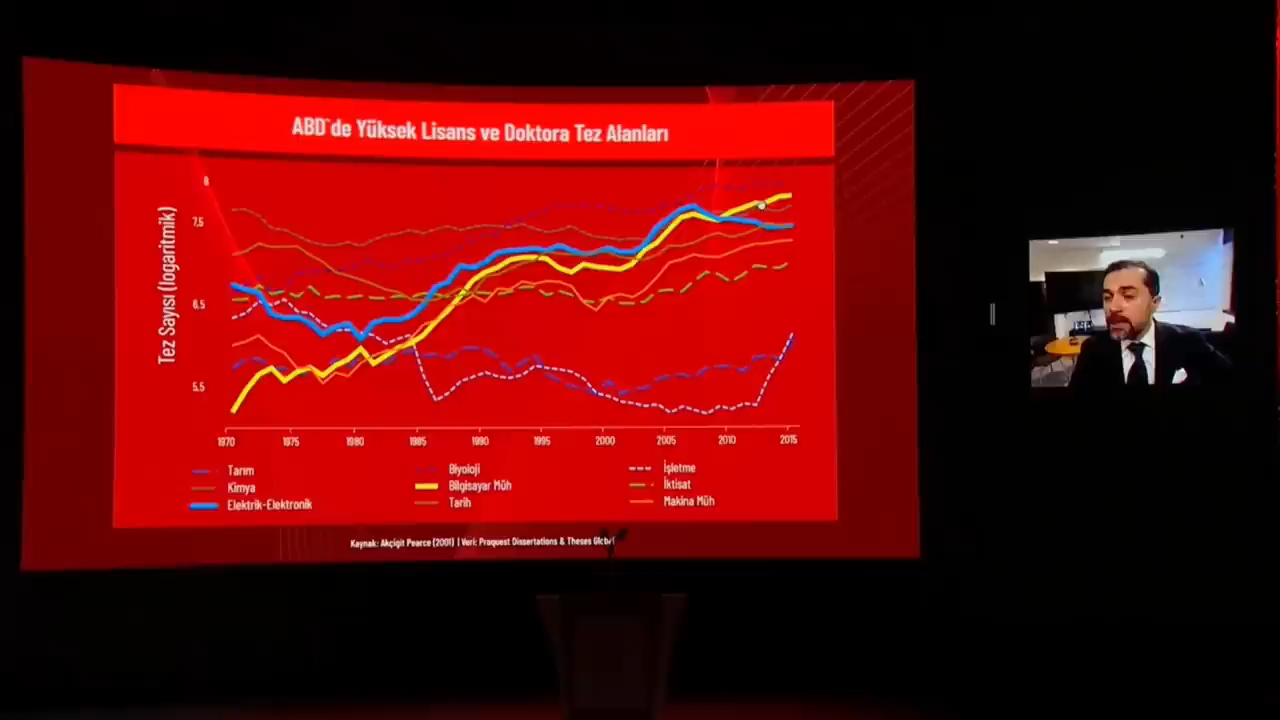 ABD`de Yüksek Lisans ve Doktora Tez Alanları
Tez Sayısı (logaritmik)
8
7,5
6,5
5,5
1970 1975 1980 1985 1990 1995 2000 2005 2010 2015
Tarım Biyoloji İşletme
Kimya Bilgisayar Müh İktisat
Elektrik-Elektronik Tarih Makina Müh
Kaynak: Akçigit Pearce (2001) | Veri: Proquest Dissertations & Theses Global